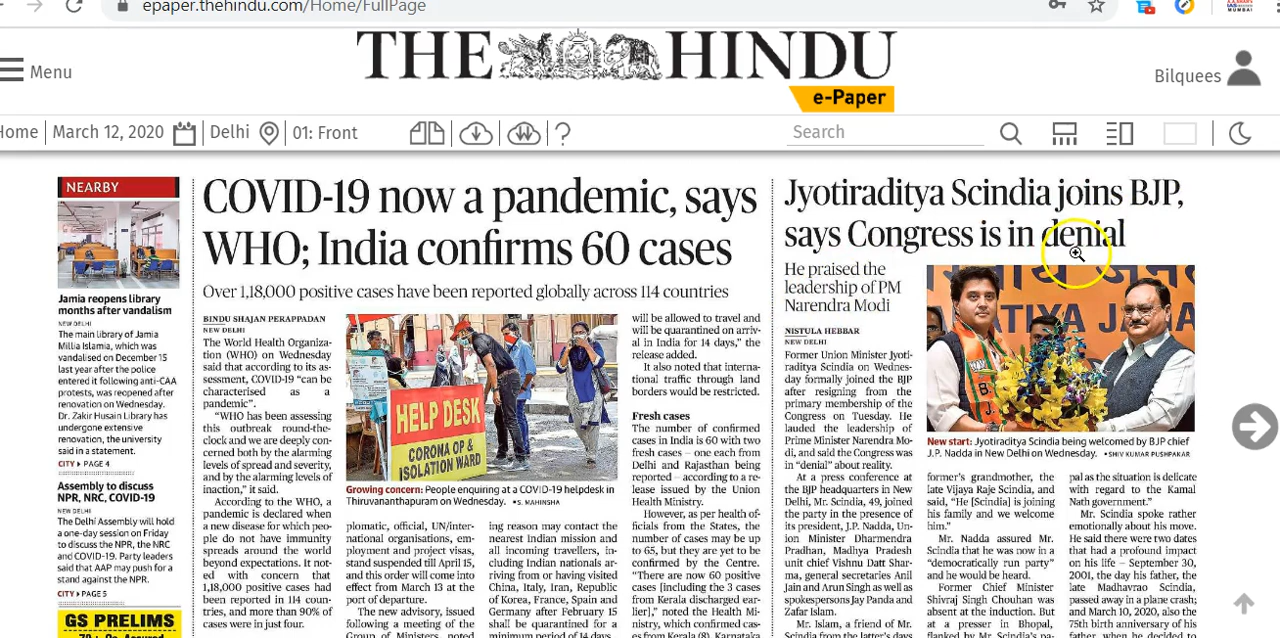 epaper.thehindu.com/Home/FullPage
Menu
THE HINDU
e-Paper
Bilquees
Home
March 12, 2020
Delhi
01: Front
?
Search
NEARBY
Jamia reopens library
months after vandalism
NEW DELHI
The main library of Jamia
Millia Islamia, which was
vandalised on December 15
last year after the police
entered it following anti-CAA
protests, was reopened after
renovation on Wednesday.
Dr. Zakir Husain Library has
undergone extensive
renovation, the university
said in a statement.
CITY PAGE 4
Assembly to discuss
NPR, NRC, COVID-19
NEW DELHI
The Delhi Assembly will hold
a one-day session on Friday
to discuss the NPR, the NRC
and COVID-19. Party leaders
said that AAP may push for a
stand against the NPR.
CITY PAGE 5
GS PRELIMS
COVID-19 now a pandemic, says
WHO; India confirms 60 cases
Over 1,18,000 positive cases have been reported globally across 114 countries
BINDU SHAJAN PERAPPADAN
NEW DELHI
The World Health Organiza-
tion (WHO) on Wednesday
said that according to its as-
sessment, COVID-19 “can be
characterised as a
pandemic”.
“WHO has been assessing
this outbreak round-the-
clock and we are deeply con-
cerned both by the alarming
levels of spread and severity,
and by the alarming levels of
inaction,” it said.
According to the WHO, a
pandemic is declared when
a new disease for which peo-
ple do not have immunity
spreads around the world
beyond expectations. It not-
ed with concern that
1,18,000 positive cases had
been reported in 114 coun-
tries, and more than 90% of
cases were in just four.
HELP DESK
CORONA OP &
ISOLATION WARD
Growing concern: People enquiring at a COVID-19 helpdesk in
Thiruvananthapuram on Wednesday. S. MAHINSHA
plomatic, official, UN/inter-
national organisations, em-
ployment and project visas,
stand suspended till April 15,
and this order will come into
effect from March 13 at the
port of departure.
The new advisory, issued
following a meeting of the
Group of Ministers, noted
ing reason may contact the
nearest Indian mission and
all incoming travellers, in-
cluding Indian nationals ar-
riving from or having visited
China, Italy, Iran, Republic
of Korea, France, Spain and
Germany after February 15
shall be quarantined for a
minimum period of 14 days.
will be allowed to travel and
will be quarantined on arriv-
al in India for 14 days,” the
release added.
It also noted that interna-
tional traffic through land
borders would be restricted.
Fresh cases
The number of confirmed
cases in India is 60 with two
fresh cases – one each from
Delhi and Rajasthan being
reported – according to a re-
lease issued by the Union
Health Ministry.
However, as per health of-
ficials from the States, the
number of cases may be up
to 65, but they are yet to be
confirmed by the Centre.
“There are now 60 positive
cases [including the 3 cases
from Kerala discharged ear-
lier],” noted the Health Mi-
nistry, which confirmed cas-
es from Kerala (8), Karnataka
Jyotiraditya Scindia joins BJP,
says Congress is in denial
He praised the
leadership of PM
Narendra Modi
NISTULA HEBBAR
NEW DELHI
Former Union Minister Jyoti-
raditya Scindia on Wednes-
day formally joined the BJP
after resigning from the
primary membership of the
Congress on Tuesday. He
lauded the leadership of
Prime Minister Narendra Mo-
di, and said the Congress was
in “denial” about reality.
At a press conference at
the BJP headquarters in New
Delhi, Mr. Scindia, 49, joined
the party in the presence of
its president, J.P. Nadda, Un-
ion Minister Dharmendra
Pradhan, Madhya Pradesh
unit chief Vishnu Datt Shar-
ma, general secretaries Anil
Jain and Arun Singh as well as
spokespersons Jay Panda and
Zafar Islam.
Mr. Islam, a friend of Mr.
Scindia from the latter’s days
New start: Jyotiraditya Scindia being welcomed by BJP chief
J.P. Nadda in New Delhi on Wednesday. SHIV KUMAR PUSHPAKAR
former’s grandmother, the
late Vijaya Raje Scindia, and
said, “He [Scindia] is joining
his family and we welcome
him.”
Mr. Nadda assured Mr.
Scindia that he was now in a
“democratically run party”
and he would be heard.
Former Chief Minister
Shivraj Singh Chouhan was
absent at the induction. But
at a presser in Bhopal,
flanked by Mr. Scindia’s pa-
pal as the situation is delicate
with regard to the Kamal
Nath government.”
Mr. Scindia spoke rather
emotionally about his move.
He said there were two dates
that had a profound impact
on his life – September 30,
2001, the day his father, the
late Madhavrao Scindia,
passed away in a plane crash;
and March 10, 2020, also the
75th birth anniversary of his
father, when he decided